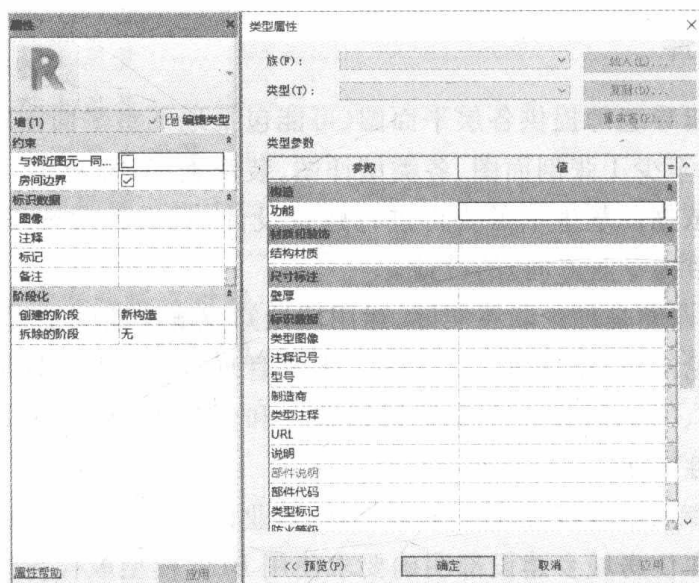 属性
R
墙 (1)
编辑类型
约束
与邻近图元一同...
房间边界
标识数据
图像
注释
标记
备注
阶段化
创建的阶段 新构造
拆除的阶段 无
属性帮助
应用
类型属性
族(F):
载入(L)...
类型(T):
复制(D)...
重命名(R)...
类型参数
参数 值 =
构造
功能
材质和装饰
结构材质
尺寸标注
壁厚
标识数据
类型图像
注释记号
型号
制造商
类型注释
URL
说明
部件说明
部件代码
类型标记
防火等级
<< 预览(P)
确定
取消
应用